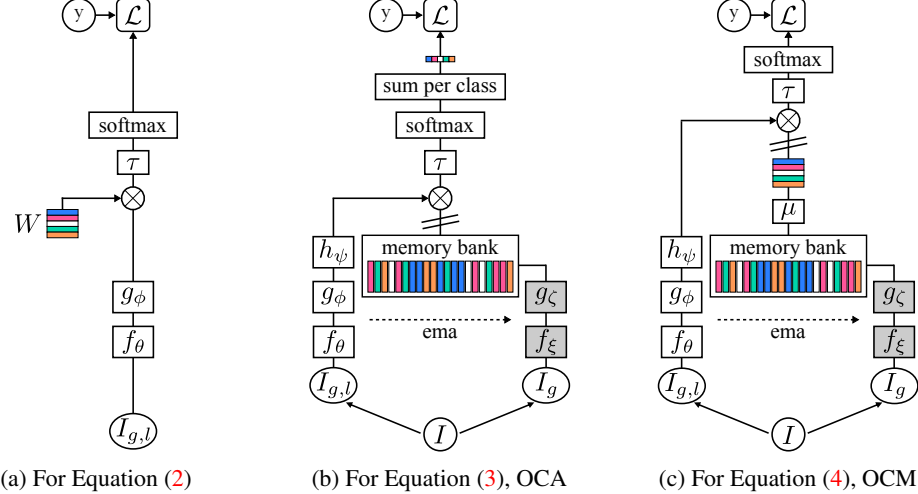 y
ℒ
softmax
τ
⊗
W
g_ϕ
f_θ
I_{g,l}
(a) For Equation (2)
y
ℒ
sum per class
softmax
τ
⊗
h_ψ
memory bank
g_ϕ
g_ζ
ema
f_θ
f_ξ
I_{g,l}
I_g
I
(b) For Equation (3), OCA
y
ℒ
softmax
τ
⊗
μ
h_ψ
memory bank
g_ϕ
g_ζ
ema
f_θ
f_ξ
I_{g,l}
I_g
I
(c) For Equation (4), OCM